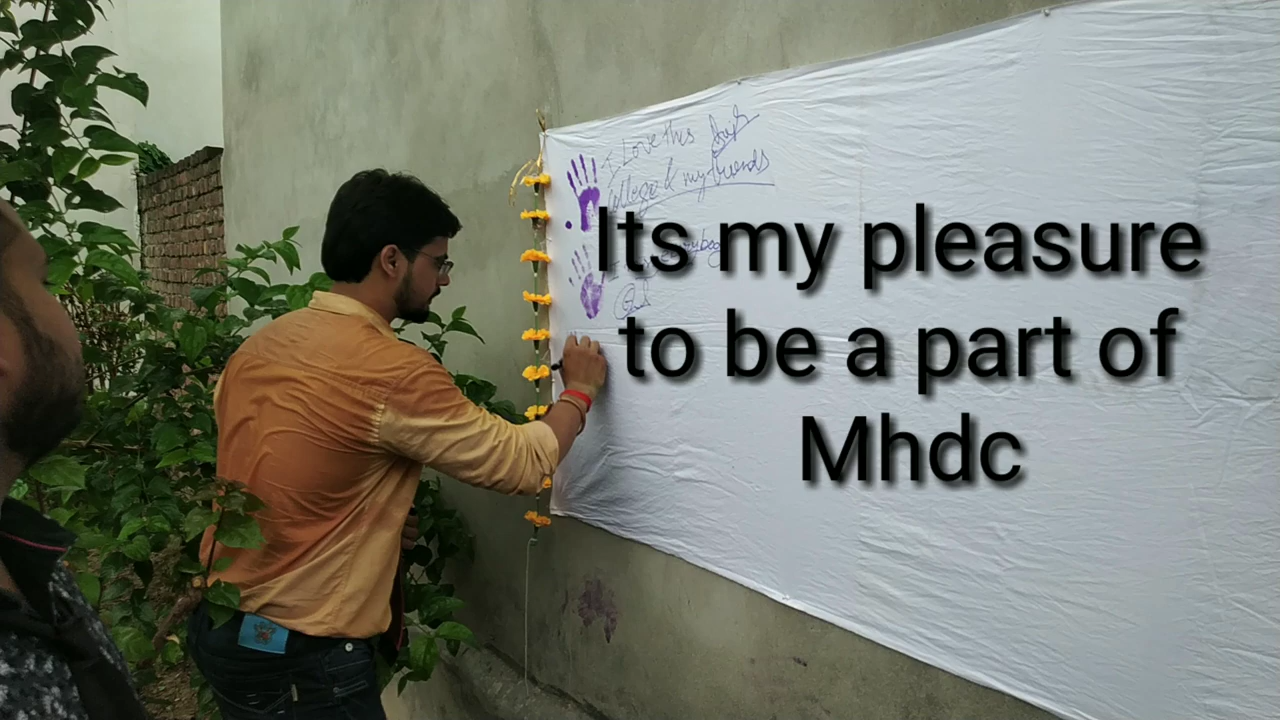 I Love this
College & my friends
Its my pleasure
to be a part of
Mhdc